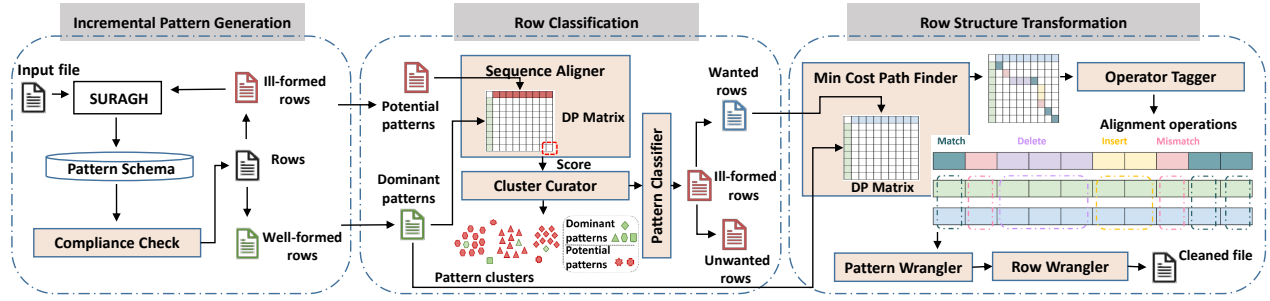 Incremental Pattern Generation
Input file
SURAGH
Ill-formed
rows
Pattern Schema
Rows
Compliance Check
Well-formed
rows
Row Classification
Potential
patterns
Sequence Aligner
DP Matrix
Score
Dominant
patterns
Cluster Curator
Dominant
patterns
Potential
patterns
Pattern clusters
Pattern Classifier
Wanted
rows
Ill-formed
rows
Unwanted
rows
Row Structure Transformation
Min Cost Path Finder
DP Matrix
Operator Tagger
Alignment operations
Match
Delete
Insert
Mismatch
Pattern Wrangler
Row Wrangler
Cleaned file